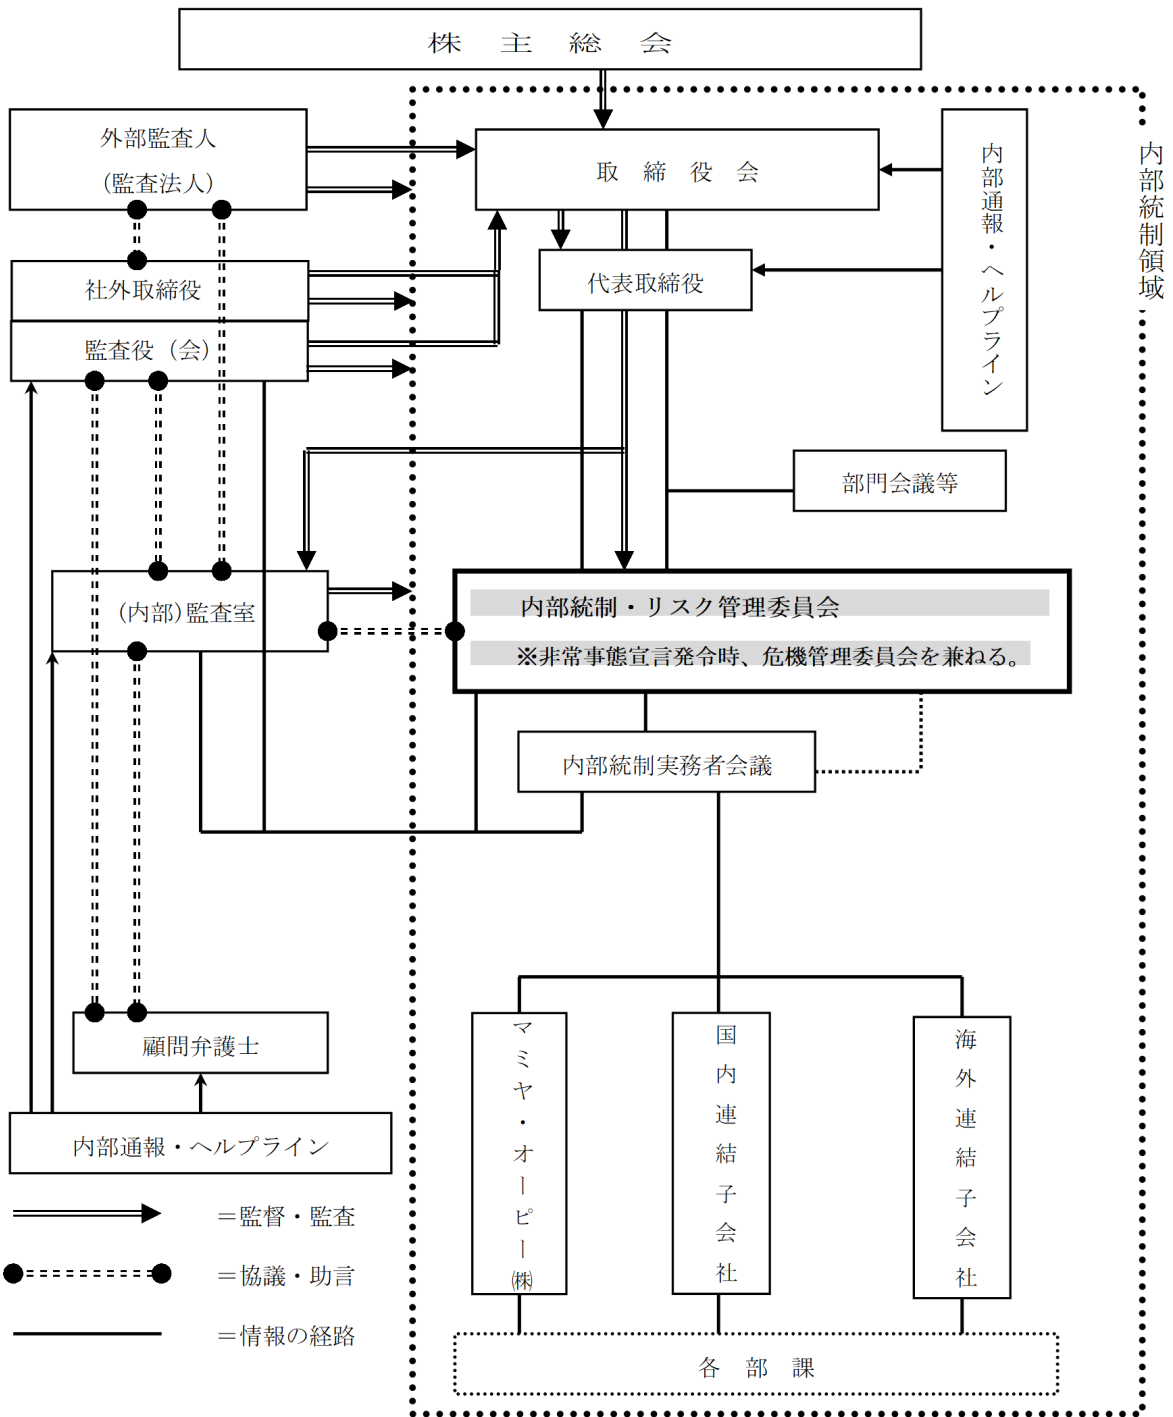 株 主 総 会
外部監査人
(監査法人)
取 締 役 会
内部通報・ヘルプライン
内部統制領域
社外取締役
代表取締役
監査役（会）
部門会議等
(内部)監査室
内部統制・リスク管理委員会
※非常事態宣言発令時、危機管理委員会を兼ねる。
内部統制実務者会議
顧問弁護士
マミヤ・オーピー㈱
国内連結子会社
海外連結子会社
内部通報・ヘルプライン
＝監督・監査
＝協議・助言
＝情報の経路
各 部 課